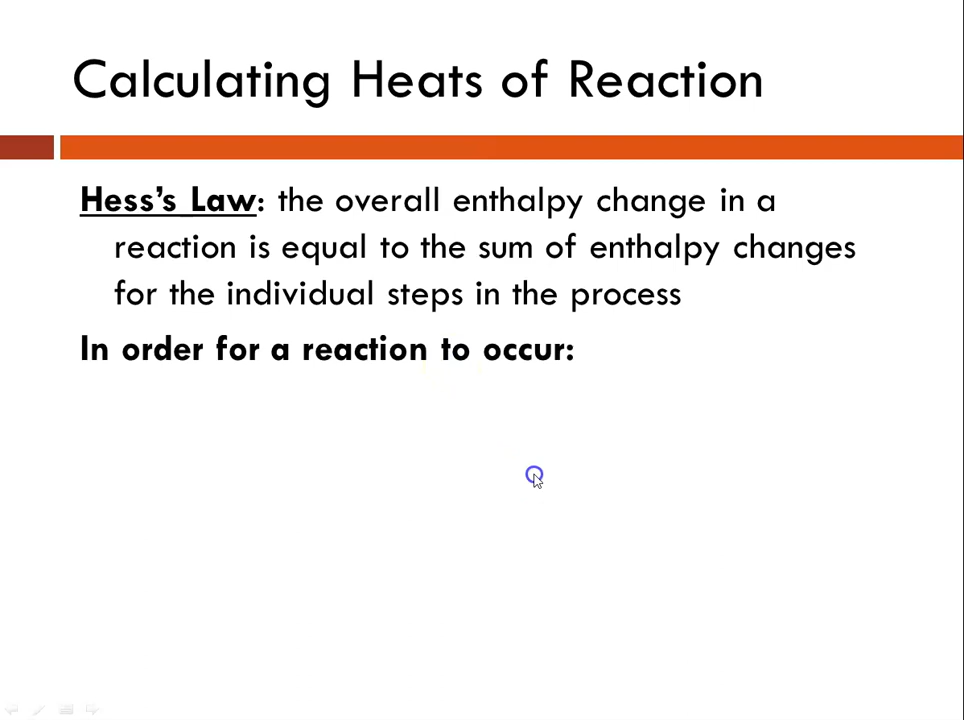 Calculating Heats of Reaction
Hess’s Law: the overall enthalpy change in a
reaction is equal to the sum of enthalpy changes
for the individual steps in the process
In order for a reaction to occur: